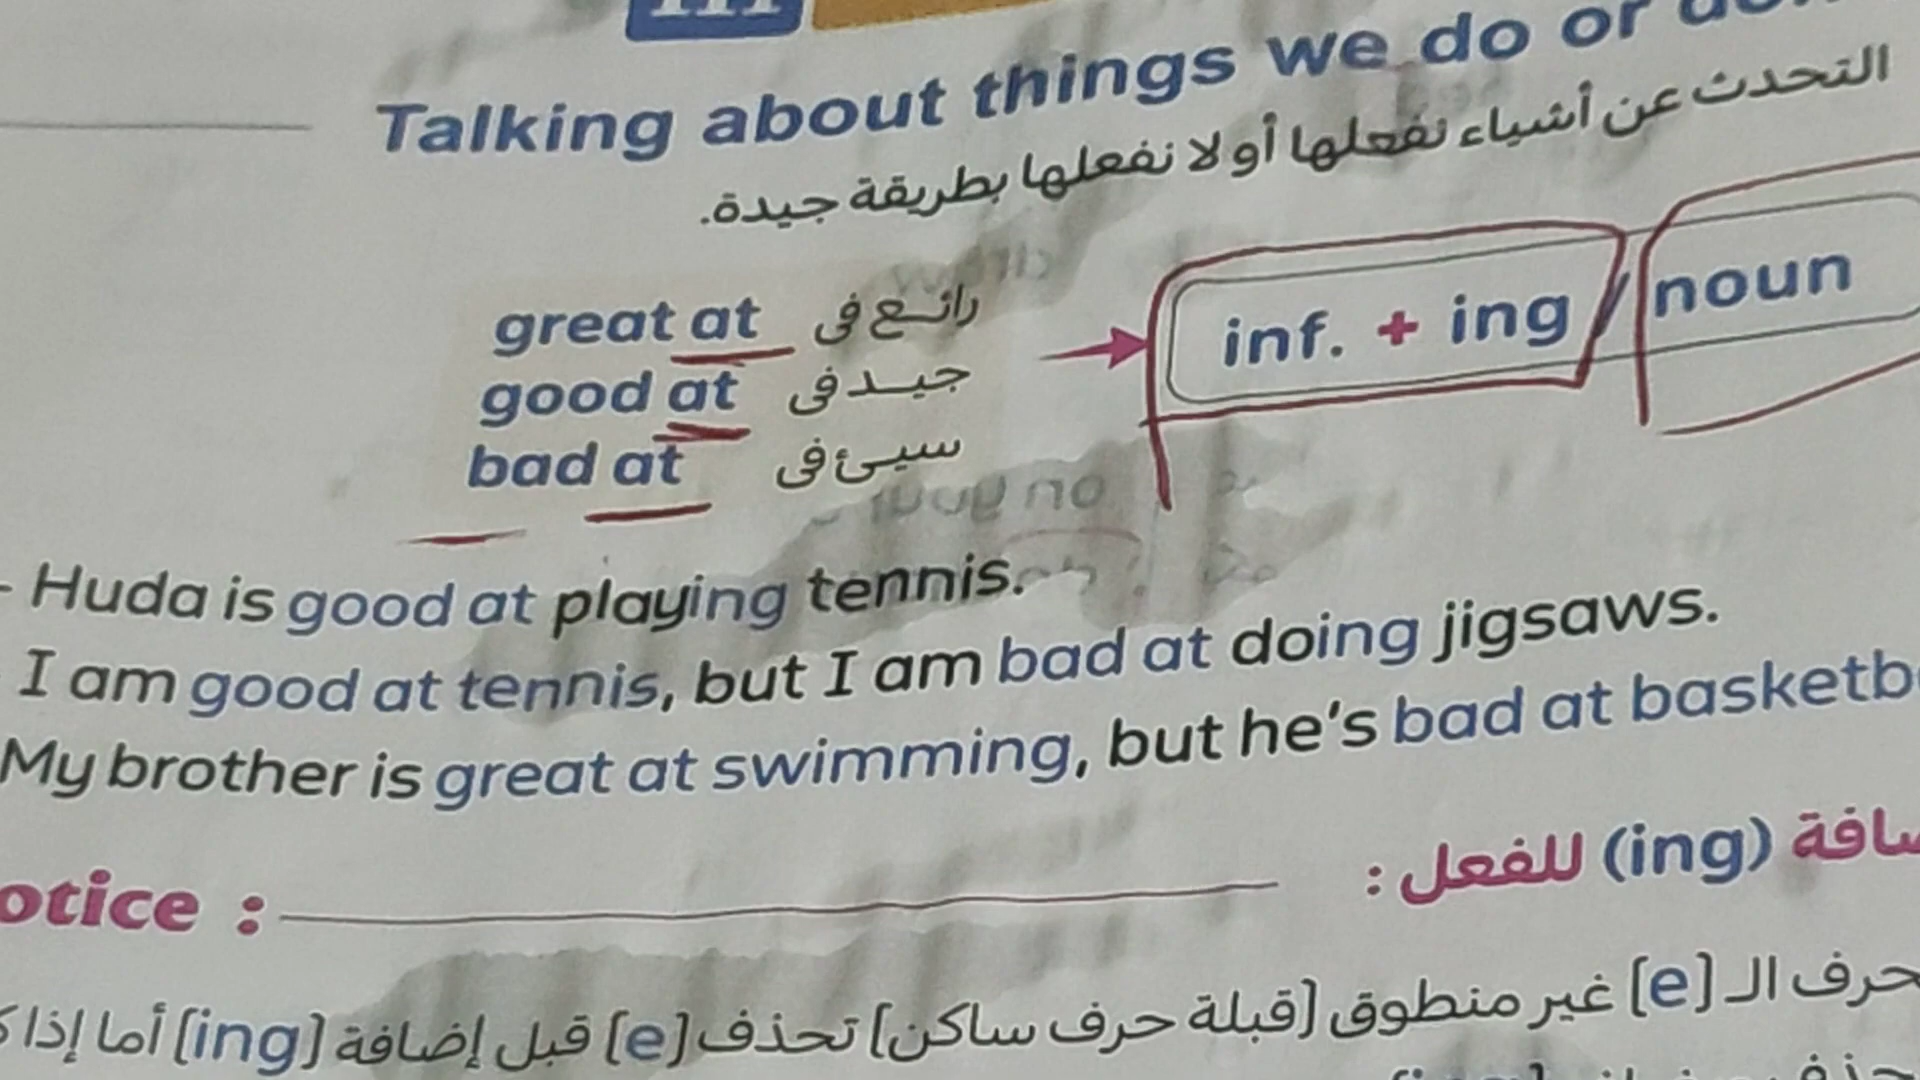 Talking about things we do or
التحدث عن أشياء نفعلها أو لا نفعلها بطريقة جيدة.
great at رائـع فى
good at جيـد فى
bad at سيـئ فى
inf. + ing / noun
- Huda is good at playing tennis.
I am good at tennis, but I am bad at doing jigsaws.
My brother is great at swimming, but he's bad at basketb
otice :
(ing) للفعل :
حرف الـ [e] غير منطوق [قبلة حرف ساكن] تحذف [e] قبل إضافة [ing] أما إذا